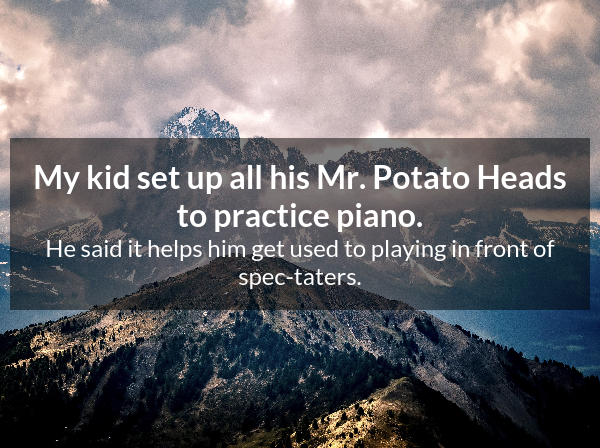 My kid set up all his Mr. Potato Heads
to practice piano.
He said it helps him get used to playing in front of
spec-taters.